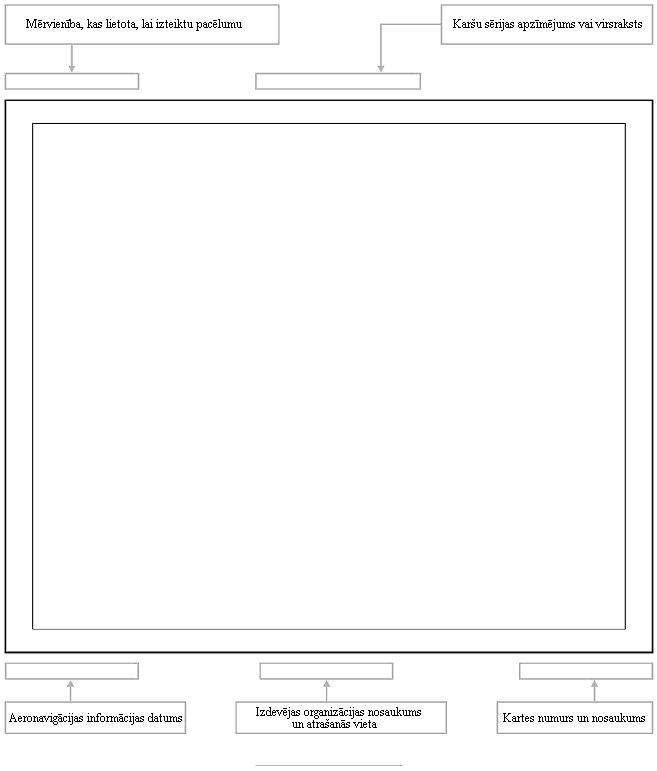 Mērvienība, kas lietota, lai izteiktu pacēlumu
Karšu sērijas apzīmējums vai virsraksts
Aeronavigācijas informācijas datums
Izdevējas organizācijas nosaukums
un atrašanās vieta
Kartes numurs un nosaukums